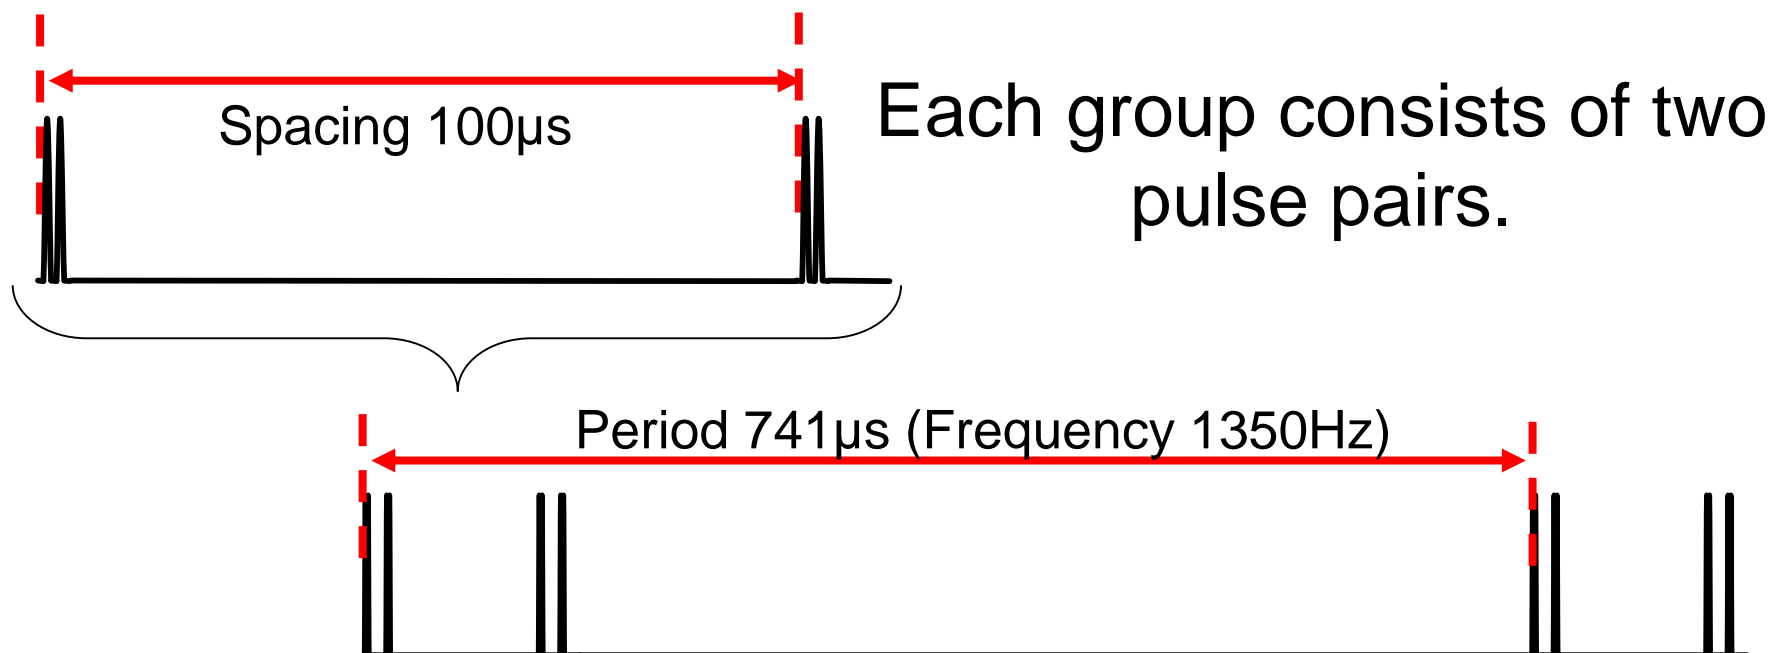 Spacing 100µs
Each group consists of two
pulse pairs.
Period 741µs (Frequency 1350Hz)